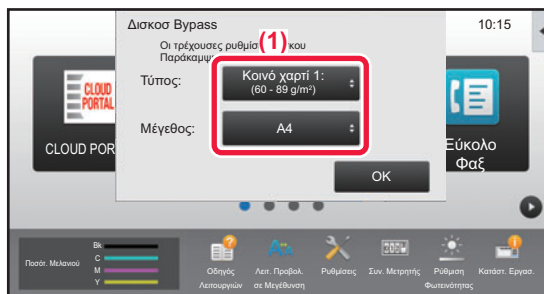 Δισκοσ Bypass
10:15
Οι τρέχουσες ρυθμίσ (1) κου
Παράκαμψ
Τύπος:
Κοινό χαρτί 1:
(60 - 89 g/m²)
Μέγεθος:
A4
OK
CLOUD
PORTAL
CLOUD POR
Εύκολο
Φαξ
Ποσότ. Μελανιού
Bk
C
M
Y
Οδηγός
Λειτουργιών
Λειτ. Προβολ.
σε Μεγέθυνση
Ρυθμίσεις
Συν. Μετρητής
Ρύθμιση
Φωτεινότητας
Κατάστ. Εργασ.